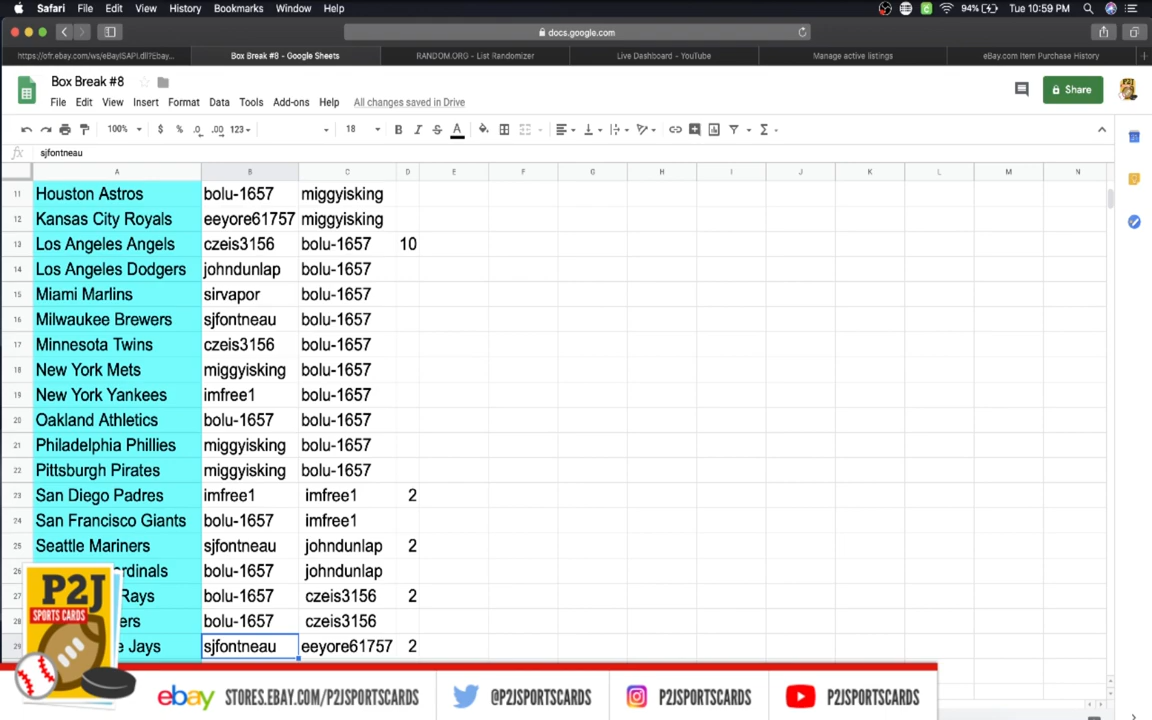 Safari File Edit View History Bookmarks Window Help 94% Tue 10:59 PM
docs.google.com
https://ofr.ebay.com/ws/eBayISAPI.dll?Ebay... Box Break #8 - Google Sheets RANDOM.ORG - List Randomizer Live Dashboard - YouTube Manage active listings eBay.com Item Purchase History
Box Break #8
Share
File Edit View Insert Format Data Tools Add-ons Help All changes saved in Drive
100% $ % .0 .00 123 18 B I S A
fx sjfontneau
A B C D E F G H I J K L M N
11 Houston Astros bolu-1657 miggyisking
12 Kansas City Royals eeyore61757 miggyisking
13 Los Angeles Angels czeis3156 bolu-1657 10
14 Los Angeles Dodgers johndunlap bolu-1657
15 Miami Marlins sirvapor bolu-1657
16 Milwaukee Brewers sjfontneau bolu-1657
17 Minnesota Twins czeis3156 bolu-1657
18 New York Mets miggyisking bolu-1657
19 New York Yankees imfree1 bolu-1657
20 Oakland Athletics bolu-1657 bolu-1657
21 Philadelphia Phillies miggyisking bolu-1657
22 Pittsburgh Pirates miggyisking bolu-1657
23 San Diego Padres imfree1 imfree1 2
24 San Francisco Giants bolu-1657 imfree1
25 Seattle Mariners sjfontneau johndunlap 2
26 rdinals bolu-1657 johndunlap
27 Rays bolu-1657 czeis3156 2
28 ers bolu-1657 czeis3156
29 e Jays sjfontneau eeyore61757 2
P2J
SPORTS CARDS
ebay STORES.EBAY.COM/P2JSPORTSCARDS @P2JSPORTSCARDS P2JSPORTSCARDS P2JSPORTSCARDS